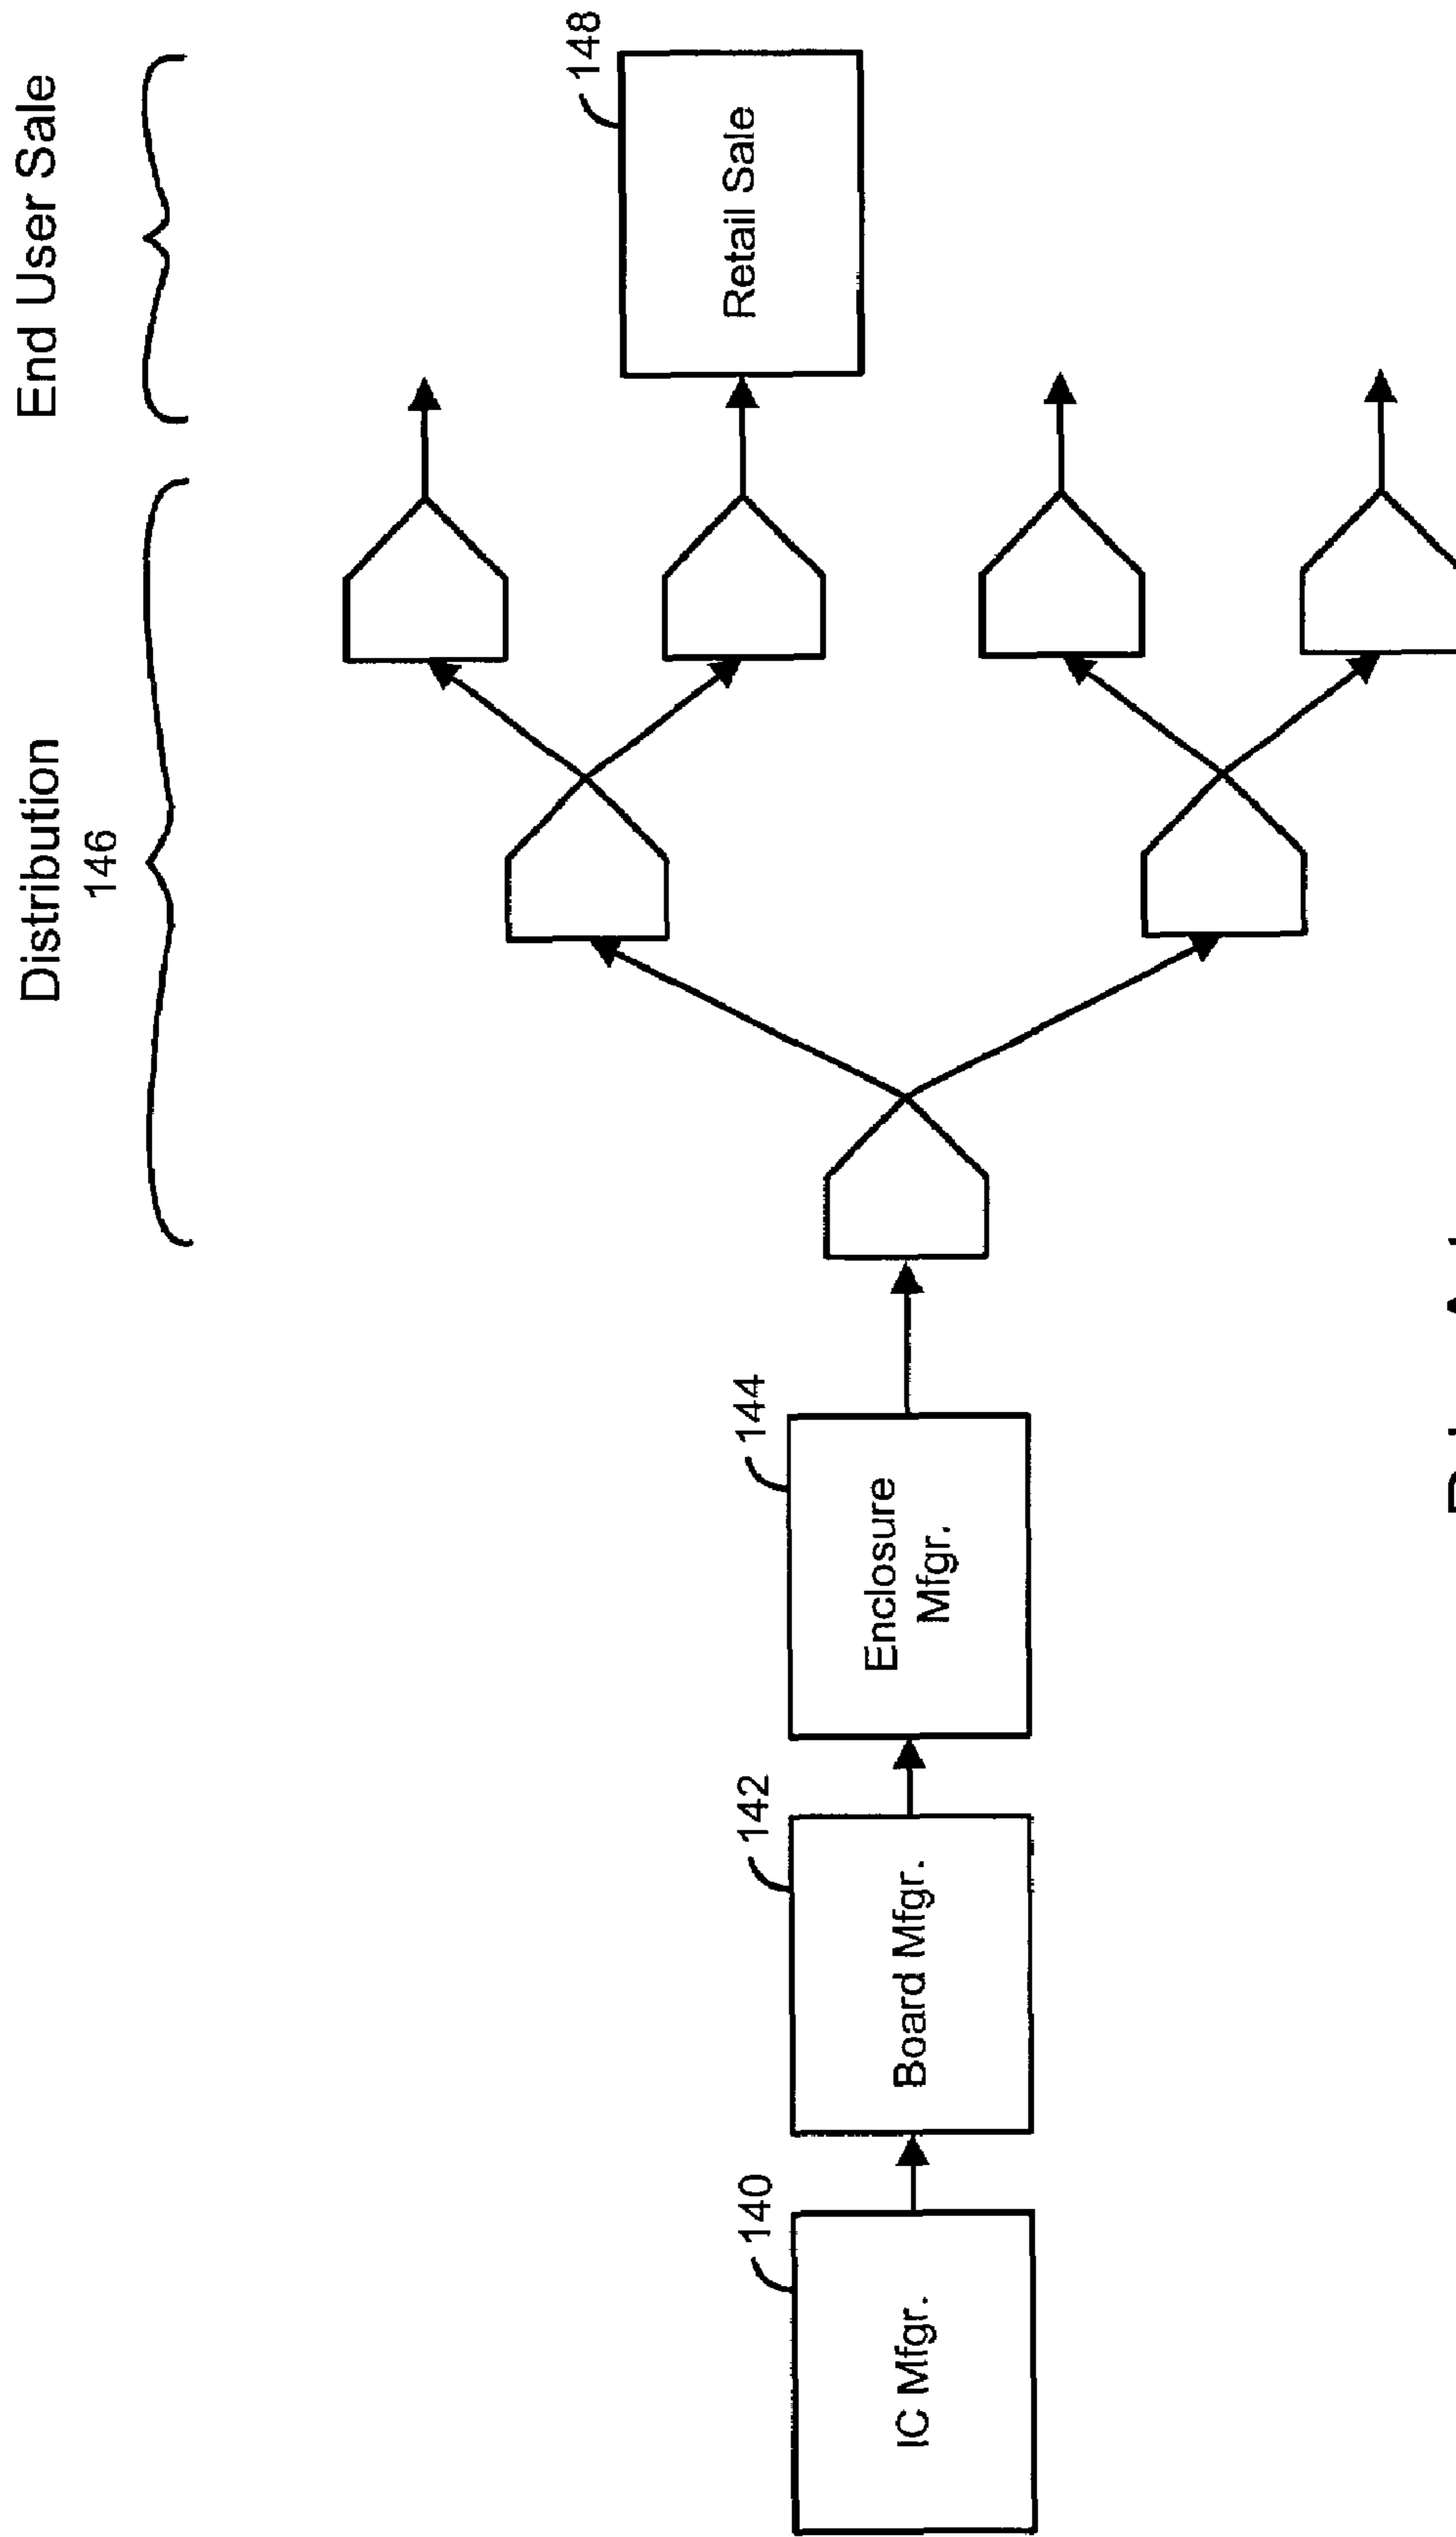 Distribution
146
End User Sale
148
Retail Sale
144
Enclosure
Mfgr.
142
Board Mfgr.
140
IC Mfgr.